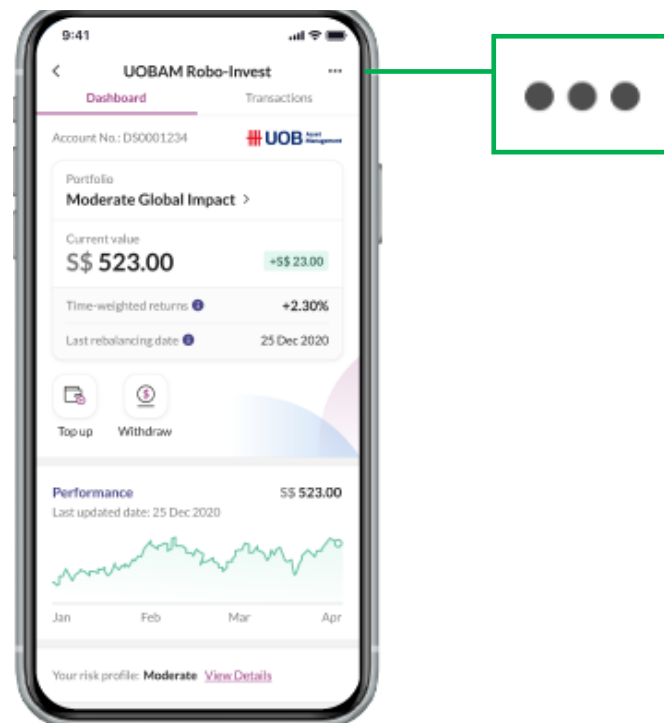 9:41
UOBAM Robo-Invest
Dashboard Transactions
Account No.: DS0001234 UOB Asset Management
Portfolio
Moderate Global Impact >
Current value
S$ 523.00 +S$ 23.00
Time-weighted returns +2.30%
Last rebalancing date 25 Dec 2020
Top up Withdraw
Performance S$ 523.00
Last updated date: 25 Dec 2020
Jan Feb Mar Apr
Your risk profile: Moderate View Details